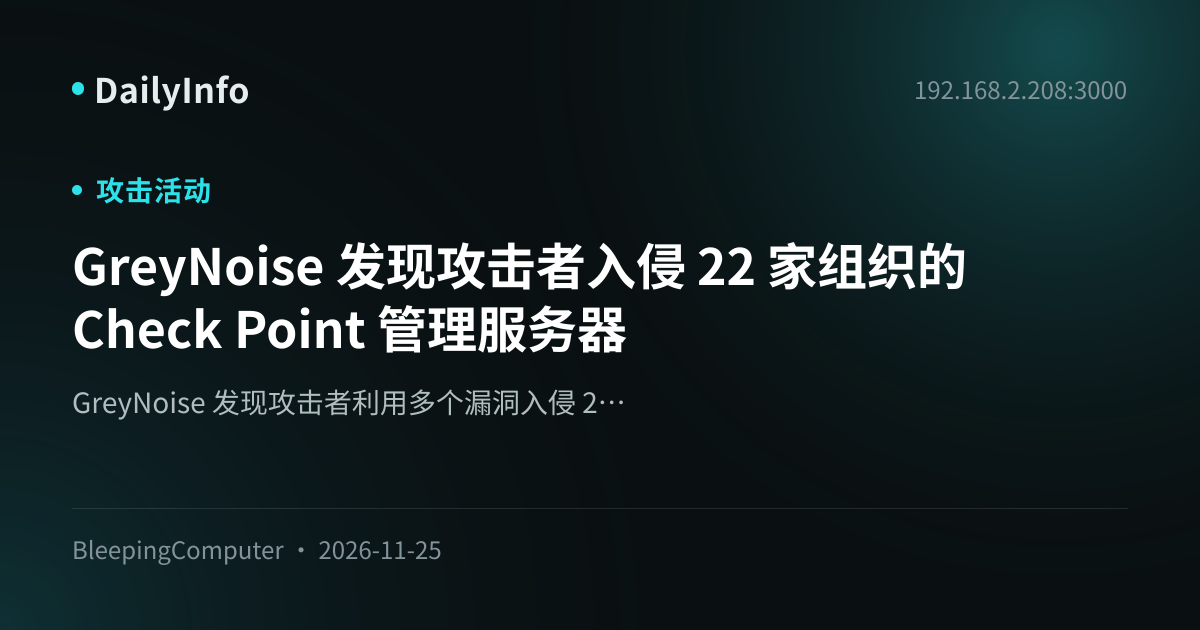 DailyInfo
192.168.2.208:3000
攻击活动
GreyNoise 发现攻击者入侵 22 家组织的
Check Point 管理服务器
GreyNoise 发现攻击者利用多个漏洞入侵 2…
BleepingComputer • 2026-11-25